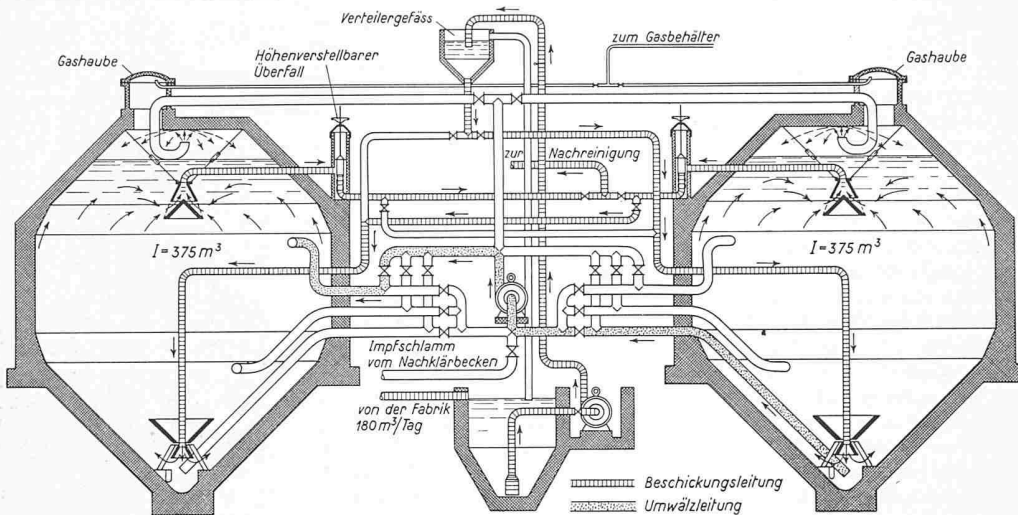 Verteilergefäss
zum Gasbehälter
Gashaube
Höhenverstellbarer
Überfall
Gashaube
zur Nachreinigung
I = 375 m³
I = 375 m³
Impfschlamm
vom Nachklärbecken
von der Fabrik
180 m³/Tag
Beschickungsleitung
Umwälzleitung